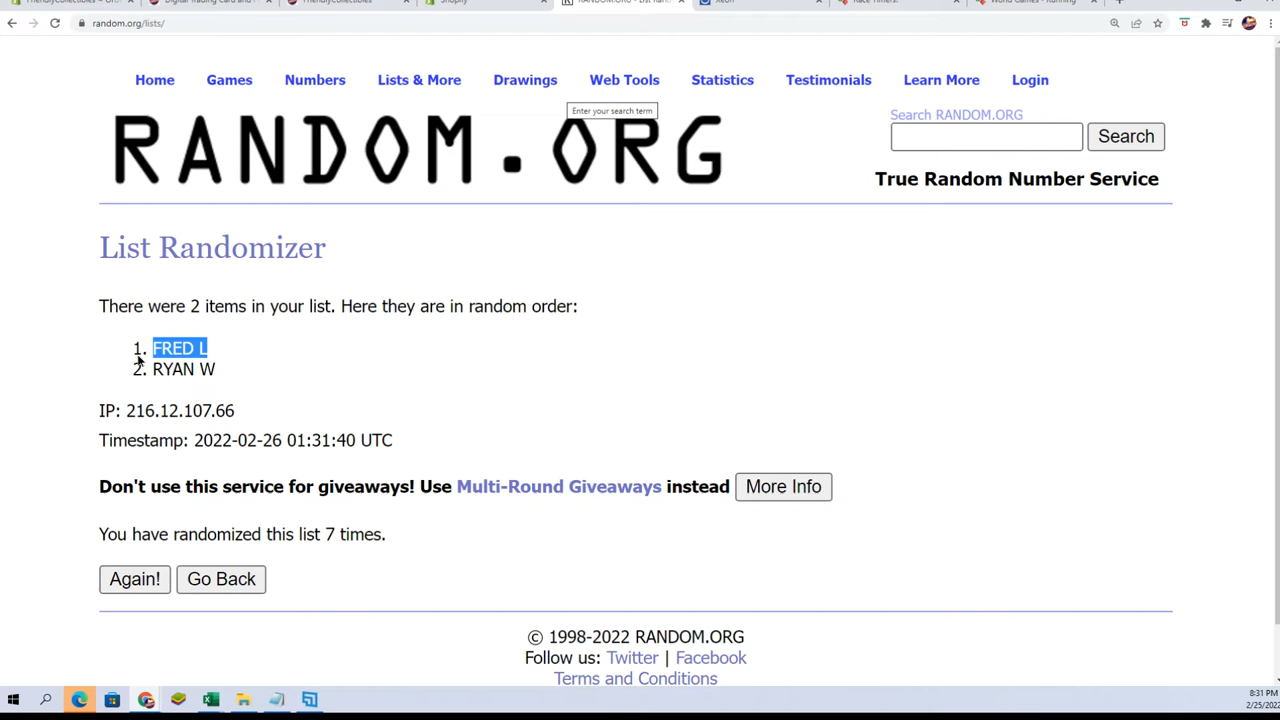 Shopify
random.org/lists/
Home Games Numbers Lists & More Drawings Web Tools Statistics Testimonials Learn More Login
Enter your search term
RANDOM.ORG
Search RANDOM.ORG
Search
True Random Number Service
List Randomizer
There were 2 items in your list. Here they are in random order:
1. FRED L
2. RYAN W
IP: 216.12.107.66
Timestamp: 2022-02-26 01:31:40 UTC
Don't use this service for giveaways! Use Multi-Round Giveaways instead More Info
You have randomized this list 7 times.
Again! Go Back
© 1998-2022 RANDOM.ORG
Follow us: Twitter | Facebook
Terms and Conditions
8:31 PM